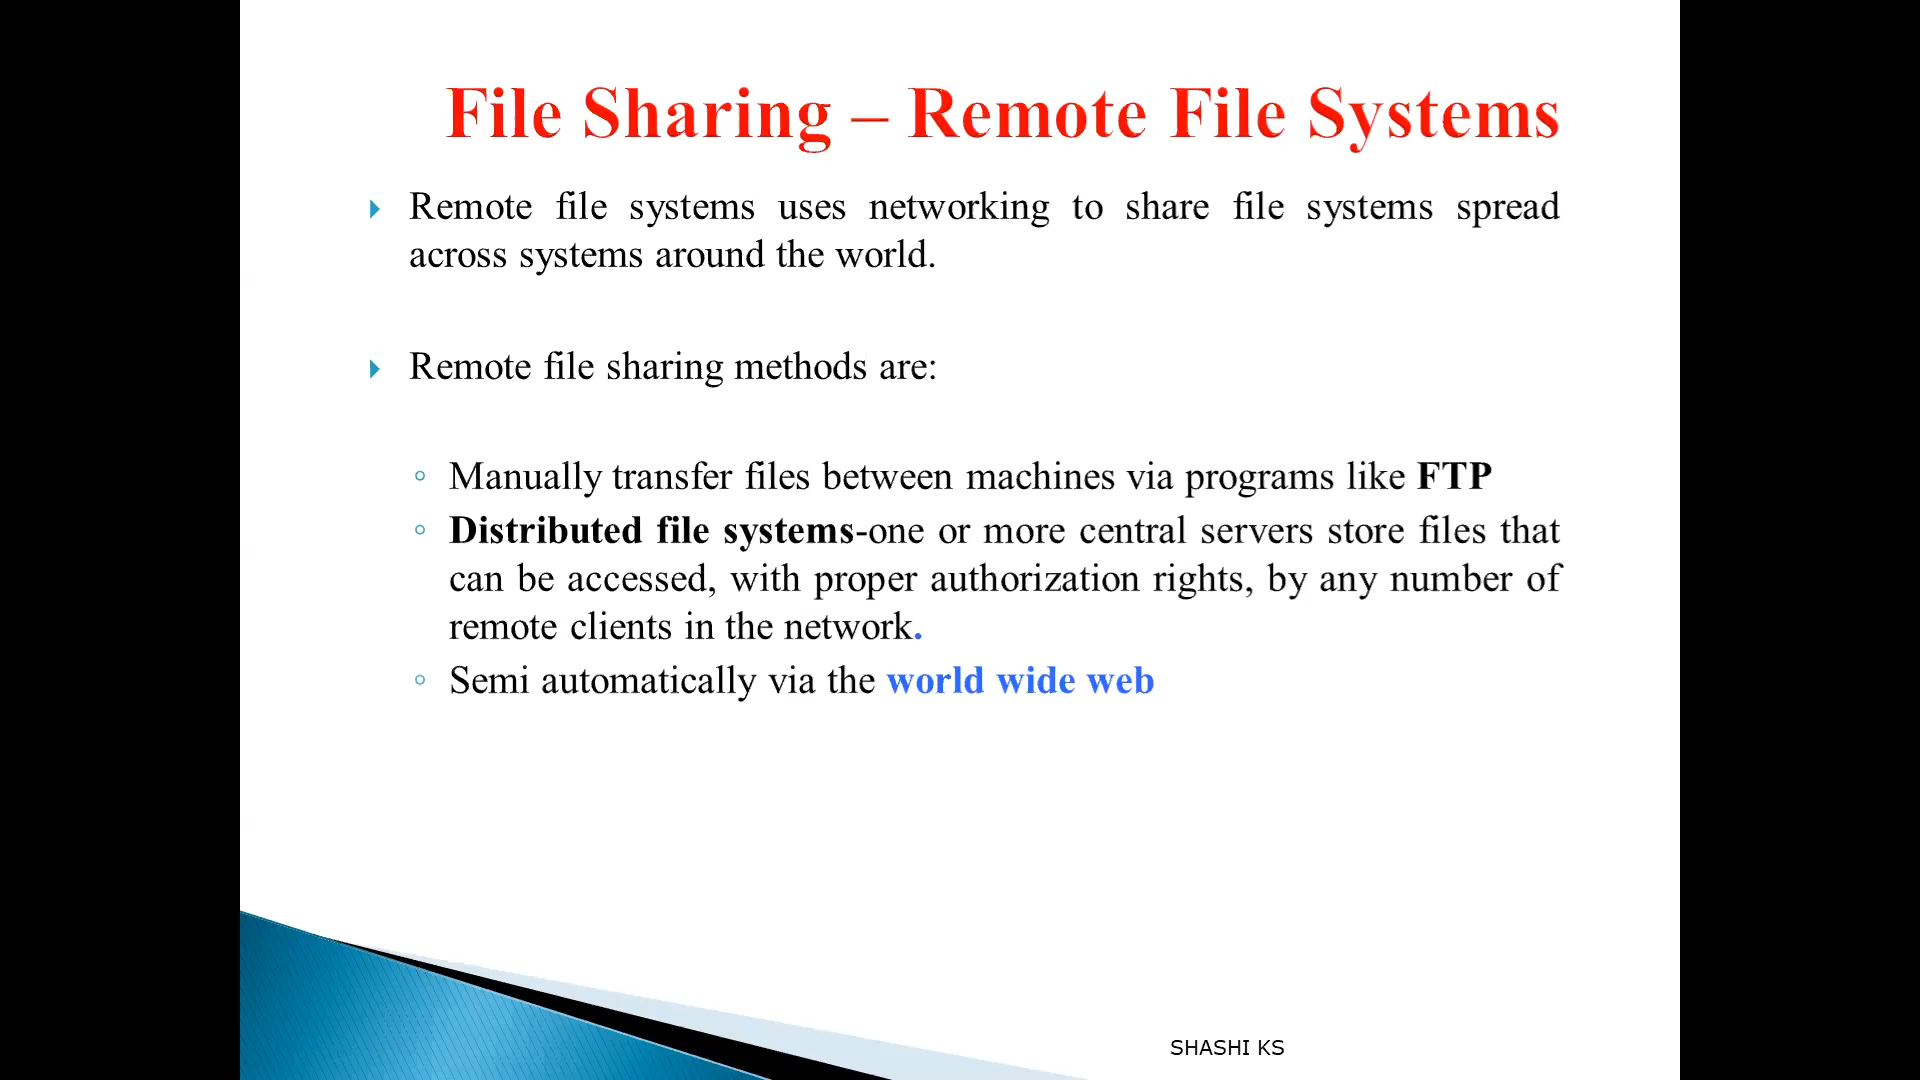 File Sharing – Remote File Systems
Remote file systems uses networking to share file systems spread
across systems around the world.
Remote file sharing methods are:
Manually transfer files between machines via programs like FTP
Distributed file systems-one or more central servers store files that
can be accessed, with proper authorization rights, by any number of
remote clients in the network.
Semi automatically via the world wide web
SHASHI KS